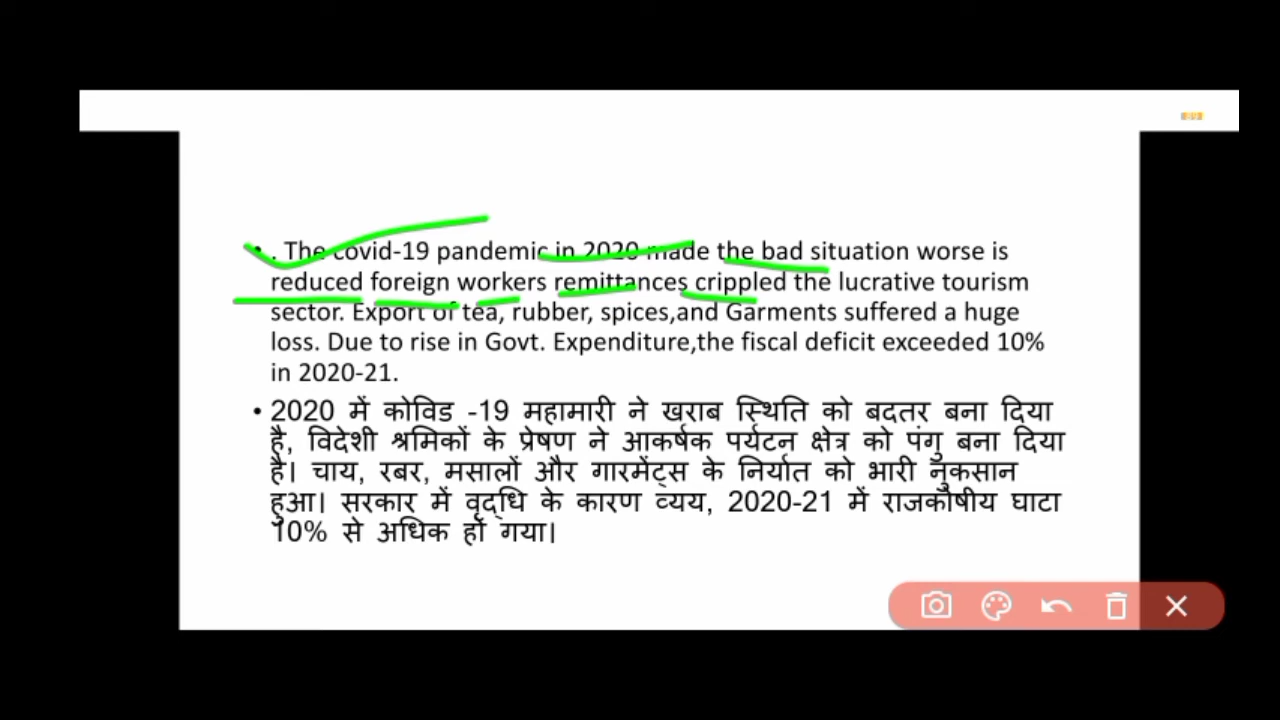 89
• . The covid-19 pandemic in 2020 made the bad situation worse is
reduced foreign workers remittances crippled the lucrative tourism
sector. Export of tea, rubber, spices,and Garments suffered a huge
loss. Due to rise in Govt. Expenditure,the fiscal deficit exceeded 10%
in 2020-21.
• 2020 में कोविड -19 महामारी ने खराब स्थिति को बदतर बना दिया
है, विदेशी श्रमिकों के प्रेषण ने आकर्षक पर्यटन क्षेत्र को पंगु बना दिया
है। चाय, रबर, मसालों और गारमेंट्स के निर्यात को भारी नुकसान
हुआ। सरकार में वृद्धि के कारण व्यय, 2020-21 में राजकोषीय घाटा
10% से अधिक हो गया।